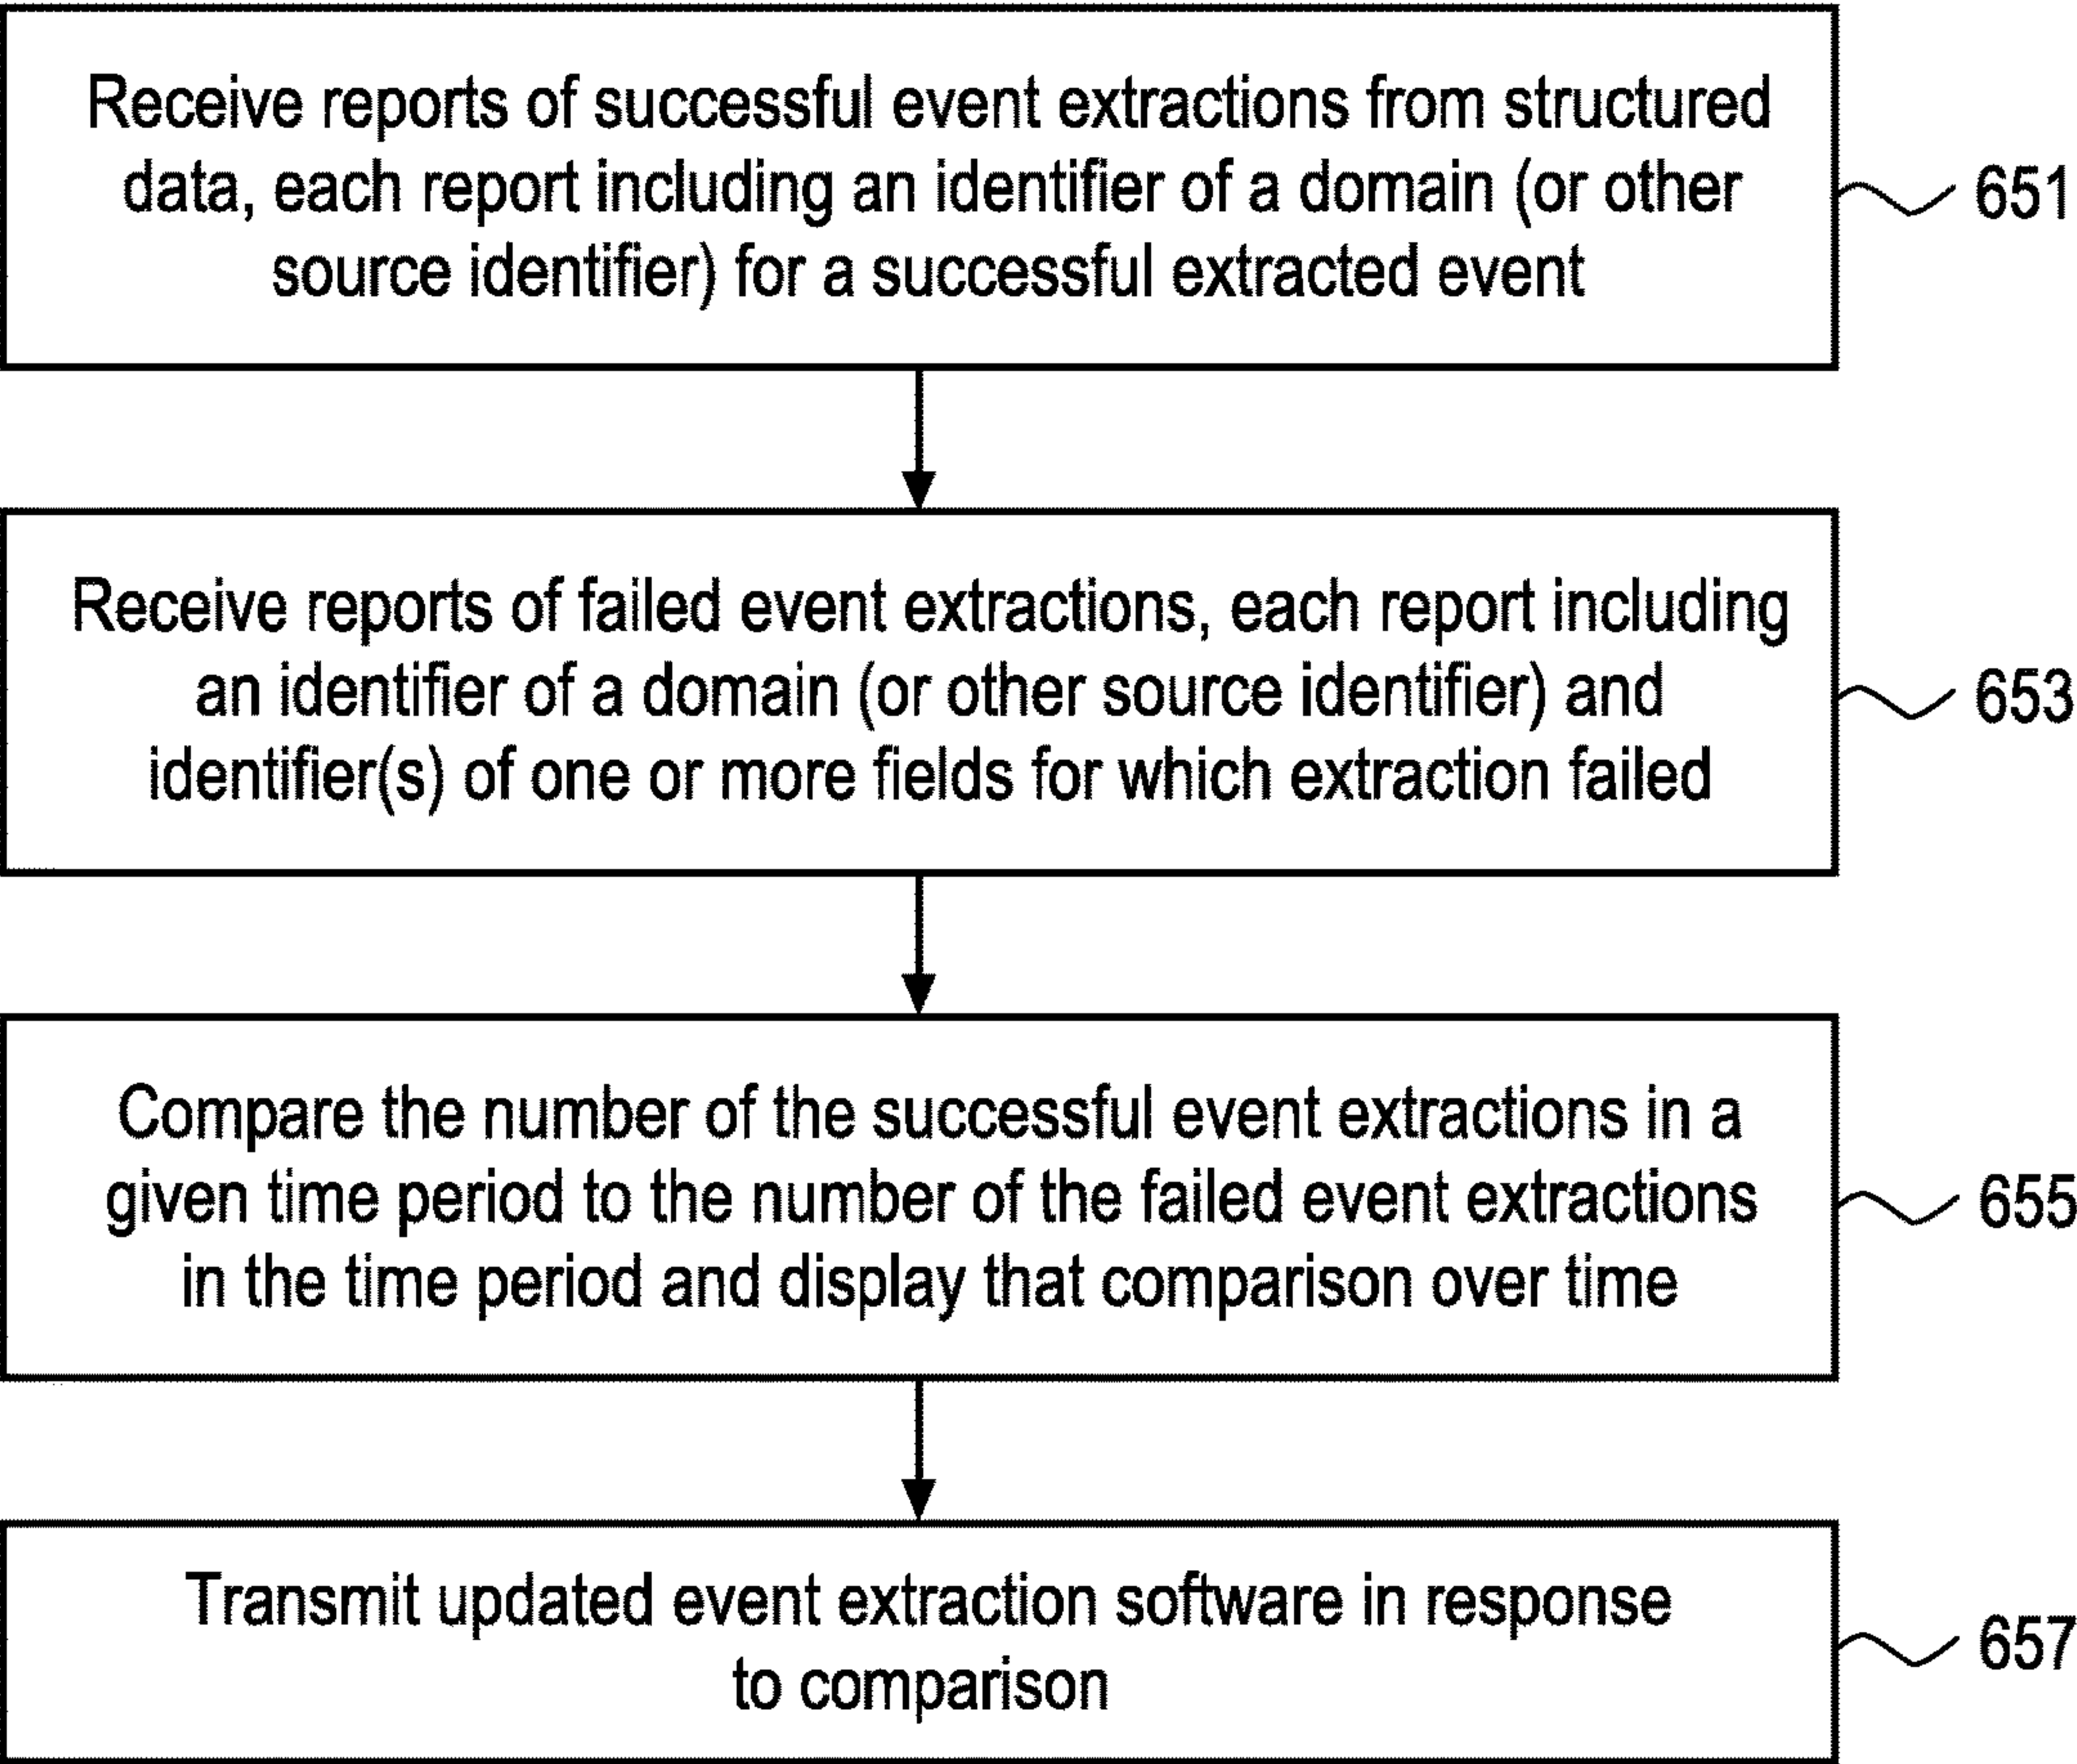 Receive reports of successful event extractions from structured
data, each report including an identifier of a domain (or other
source identifier) for a successful extracted event
651
Receive reports of failed event extractions, each report including
an identifier of a domain (or other source identifier) and
identifier(s) of one or more fields for which extraction failed
653
Compare the number of the successful event extractions in a
given time period to the number of the failed event extractions
in the time period and display that comparison over time
655
Transmit updated event extraction software in response
to comparison
657